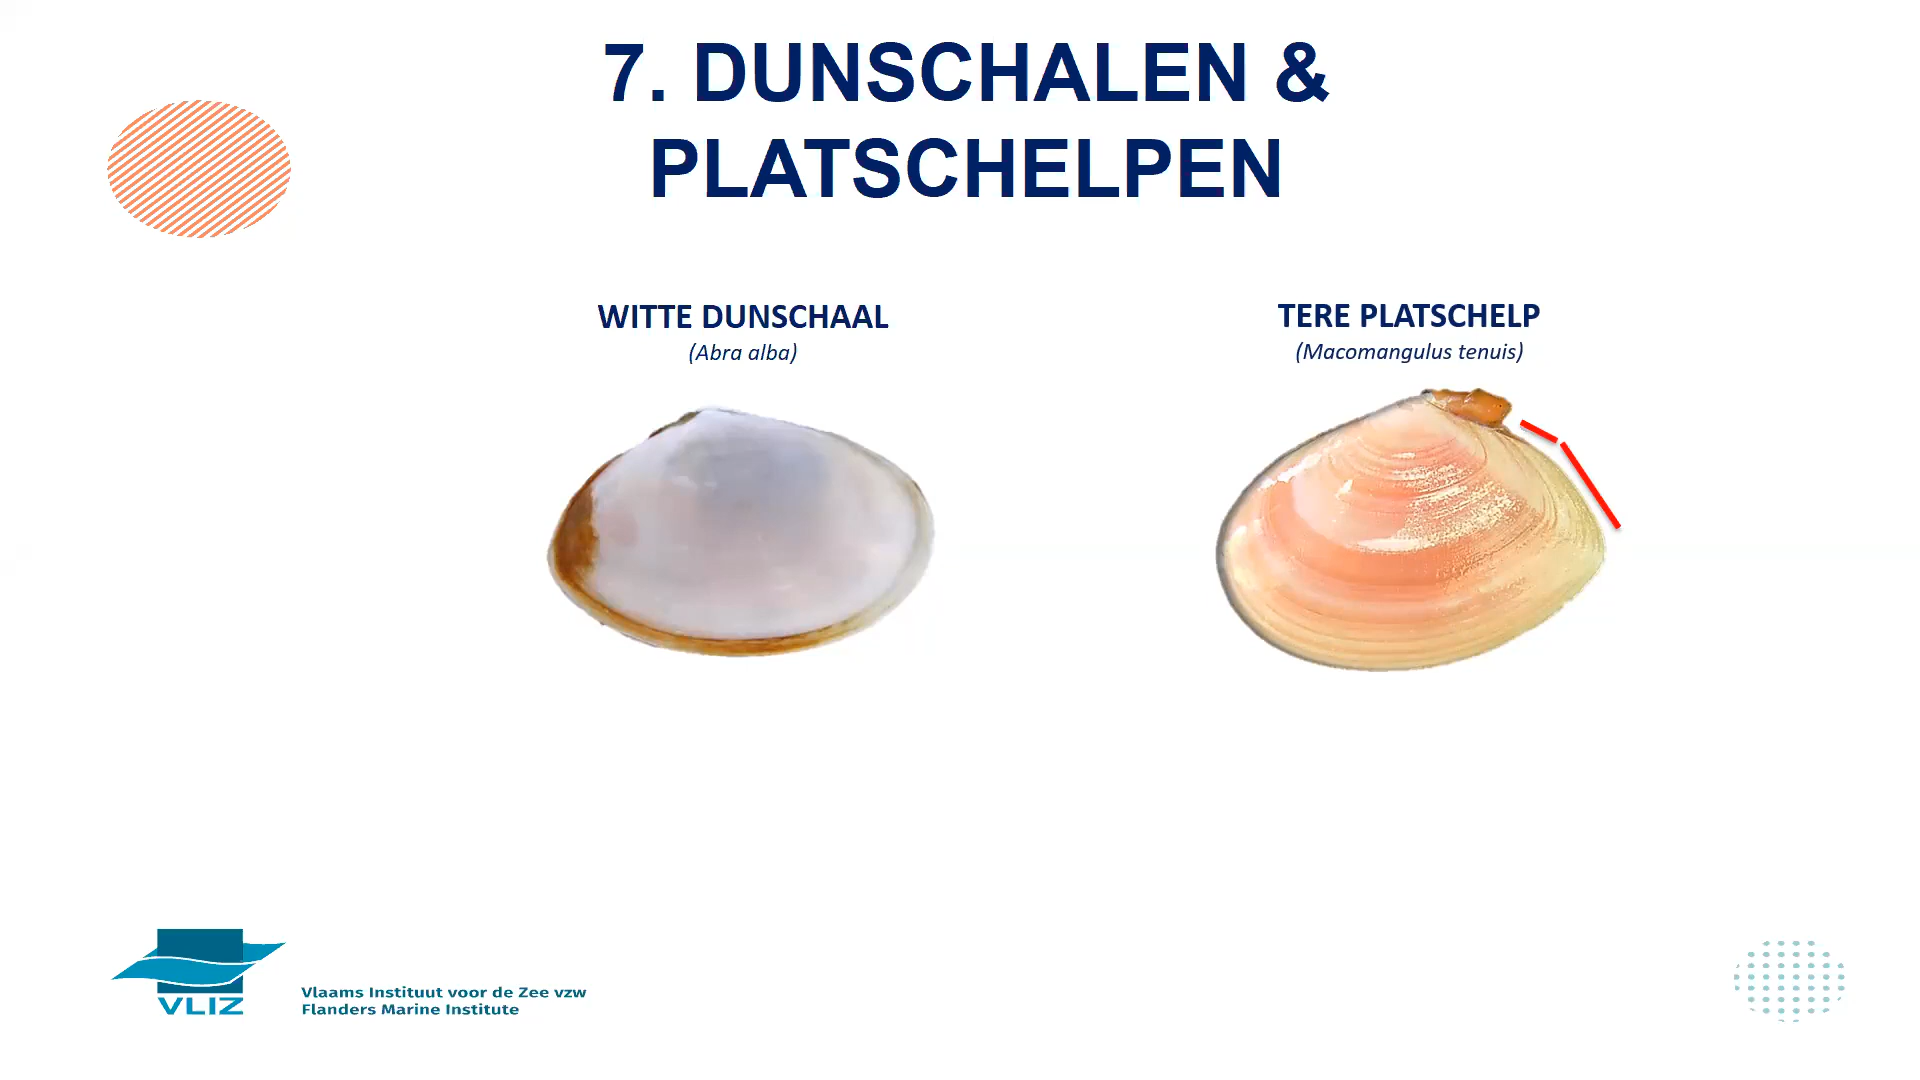 7. DUNSCHALEN &
PLATSCHELPEN
WITTE DUNSCHAAL
(Abra alba)
TERE PLATSCHELP
(Macomangulus tenuis)
VLIZ
Vlaams Instituut voor de Zee vzw
Flanders Marine Institute